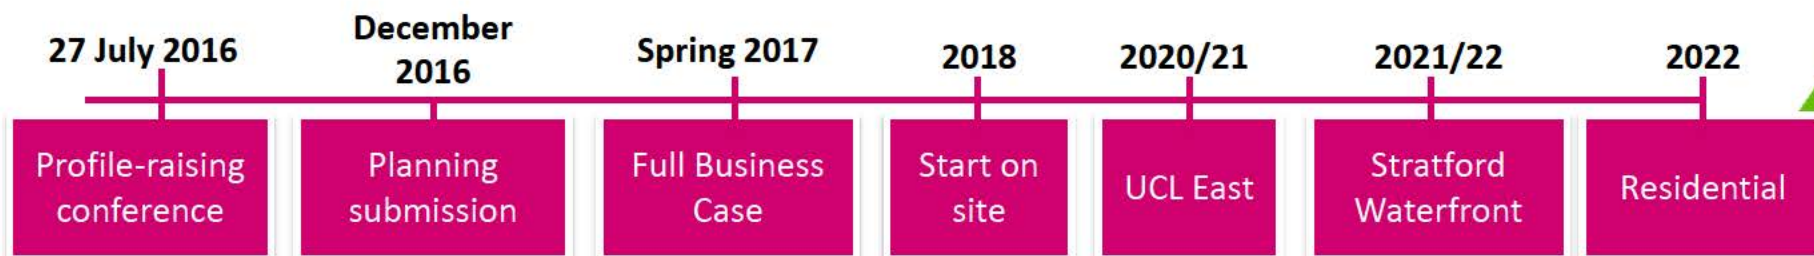 27 July 2016
December
2016
Spring 2017
2018
2020/21
2021/22
2022
Profile-raising
conference
Planning
submission
Full Business
Case
Start on
site
UCL East
Stratford
Waterfront
Residential